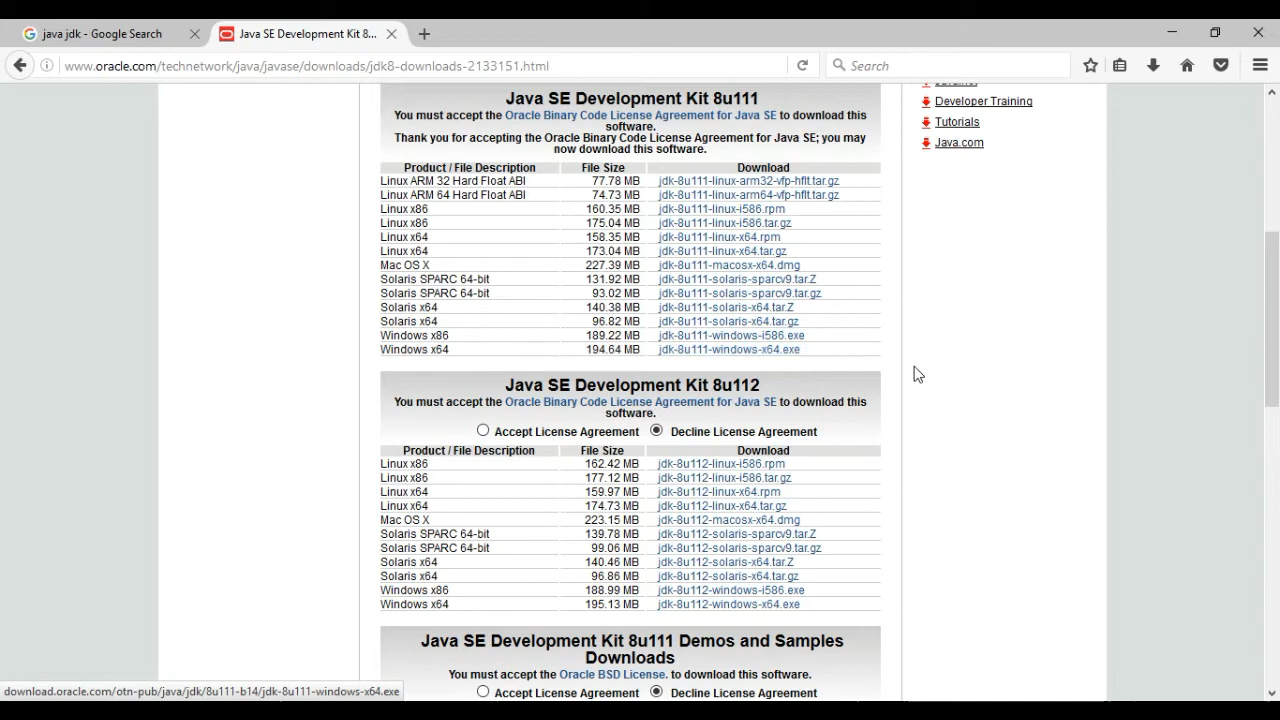 java jdk - Google Search
Java SE Development Kit 8u...
www.oracle.com/technetwork/java/javase/downloads/jdk8-downloads-2133151.html
Search
Developer Training
Tutorials
Java.com
Java SE Development Kit 8u111
You must accept the Oracle Binary Code License Agreement for Java SE to download this
software.
Thank you for accepting the Oracle Binary Code License Agreement for Java SE; you may
now download this software.
Product / File Description File Size Download
Linux ARM 32 Hard Float ABI 77.78 MB jdk-8u111-linux-arm32-vfp-hflt.tar.gz
Linux ARM 64 Hard Float ABI 74.73 MB jdk-8u111-linux-arm64-vfp-hflt.tar.gz
Linux x86 160.35 MB jdk-8u111-linux-i586.rpm
Linux x86 175.04 MB jdk-8u111-linux-i586.tar.gz
Linux x64 158.35 MB jdk-8u111-linux-x64.rpm
Linux x64 173.04 MB jdk-8u111-linux-x64.tar.gz
Mac OS X 227.39 MB jdk-8u111-macosx-x64.dmg
Solaris SPARC 64-bit 131.92 MB jdk-8u111-solaris-sparcv9.tar.Z
Solaris SPARC 64-bit 93.02 MB jdk-8u111-solaris-sparcv9.tar.gz
Solaris x64 140.38 MB jdk-8u111-solaris-x64.tar.Z
Solaris x64 96.82 MB jdk-8u111-solaris-x64.tar.gz
Windows x86 189.22 MB jdk-8u111-windows-i586.exe
Windows x64 194.64 MB jdk-8u111-windows-x64.exe
Java SE Development Kit 8u112
You must accept the Oracle Binary Code License Agreement for Java SE to download this
software.
Accept License Agreement Decline License Agreement
Product / File Description File Size Download
Linux x86 162.42 MB jdk-8u112-linux-i586.rpm
Linux x86 177.12 MB jdk-8u112-linux-i586.tar.gz
Linux x64 159.97 MB jdk-8u112-linux-x64.rpm
Linux x64 174.73 MB jdk-8u112-linux-x64.tar.gz
Mac OS X 223.15 MB jdk-8u112-macosx-x64.dmg
Solaris SPARC 64-bit 139.78 MB jdk-8u112-solaris-sparcv9.tar.Z
Solaris SPARC 64-bit 99.06 MB jdk-8u112-solaris-sparcv9.tar.gz
Solaris x64 140.46 MB jdk-8u112-solaris-x64.tar.Z
Solaris x64 96.86 MB jdk-8u112-solaris-x64.tar.gz
Windows x86 188.99 MB jdk-8u112-windows-i586.exe
Windows x64 195.13 MB jdk-8u112-windows-x64.exe
Java SE Development Kit 8u111 Demos and Samples
Downloads
You must accept the Oracle BSD License. to download this software.
Accept License Agreement Decline License Agreement
download.oracle.com/otn-pub/java/jdk/8u111-b14/jdk-8u111-windows-x64.exe